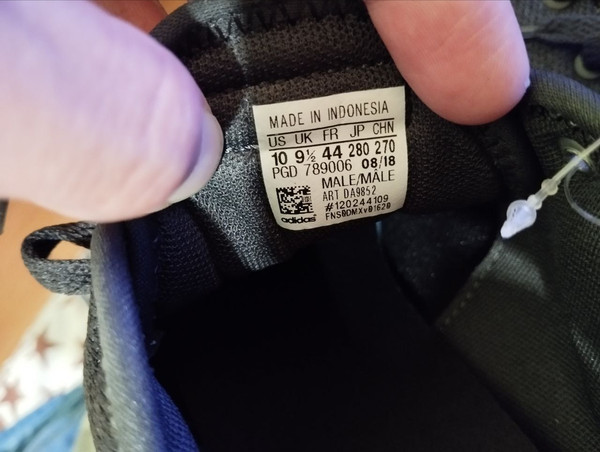 MADE IN INDONESIA
US UK FR JP CHN
10 9½ 44 280 270
PGD 789006 08/18
MALE/MÂLE
ART DA9852
#120244109
FNS0DMXv01620
adidas